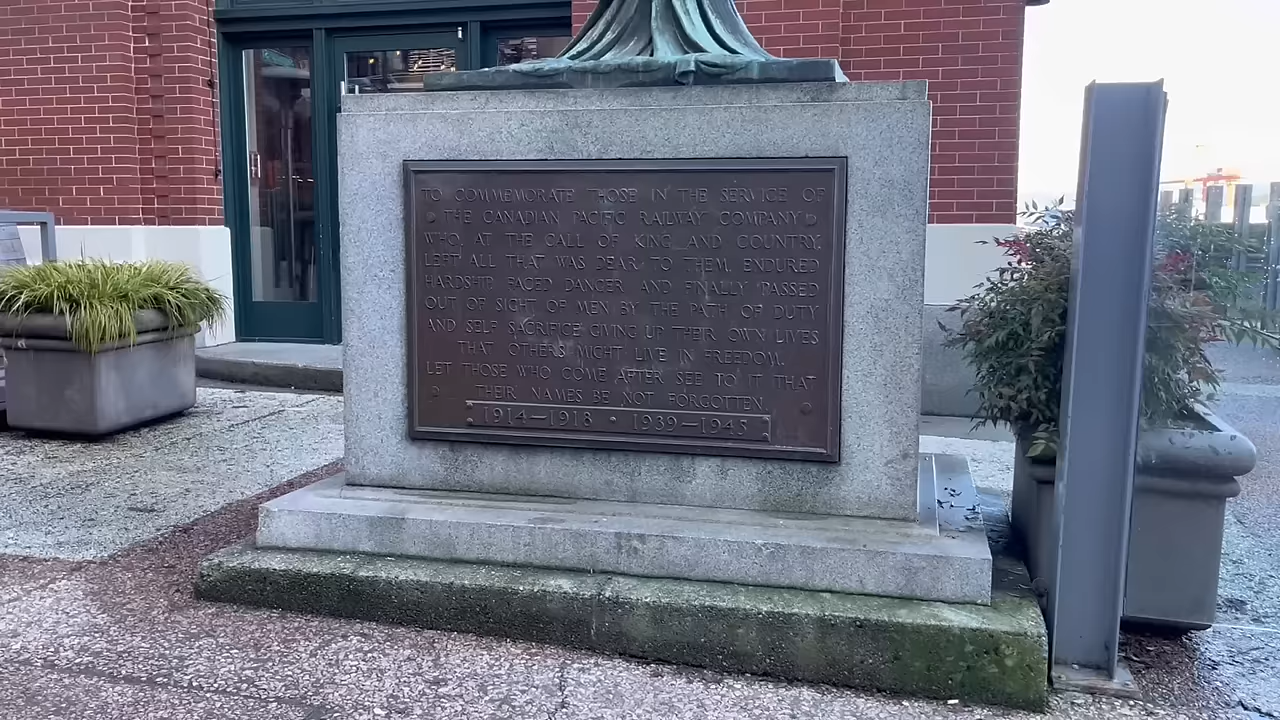 TO COMMEMORATE THOSE IN THE SERVICE OF
THE CANADIAN PACIFIC RAILWAY COMPANY
WHO, AT THE CALL OF KING AND COUNTRY,
LEFT ALL THAT WAS DEAR TO THEM, ENDURED
HARDSHIP, FACED DANGER AND FINALLY PASSED
OUT OF SIGHT OF MEN BY THE PATH OF DUTY
AND SELF SACRIFICE GIVING UP THEIR OWN LIVES
THAT OTHERS MIGHT LIVE IN FREEDOM.
LET THOSE WHO COME AFTER SEE TO IT THAT
THEIR NAMES BE NOT FORGOTTEN.
1914—1918 • 1939—1945